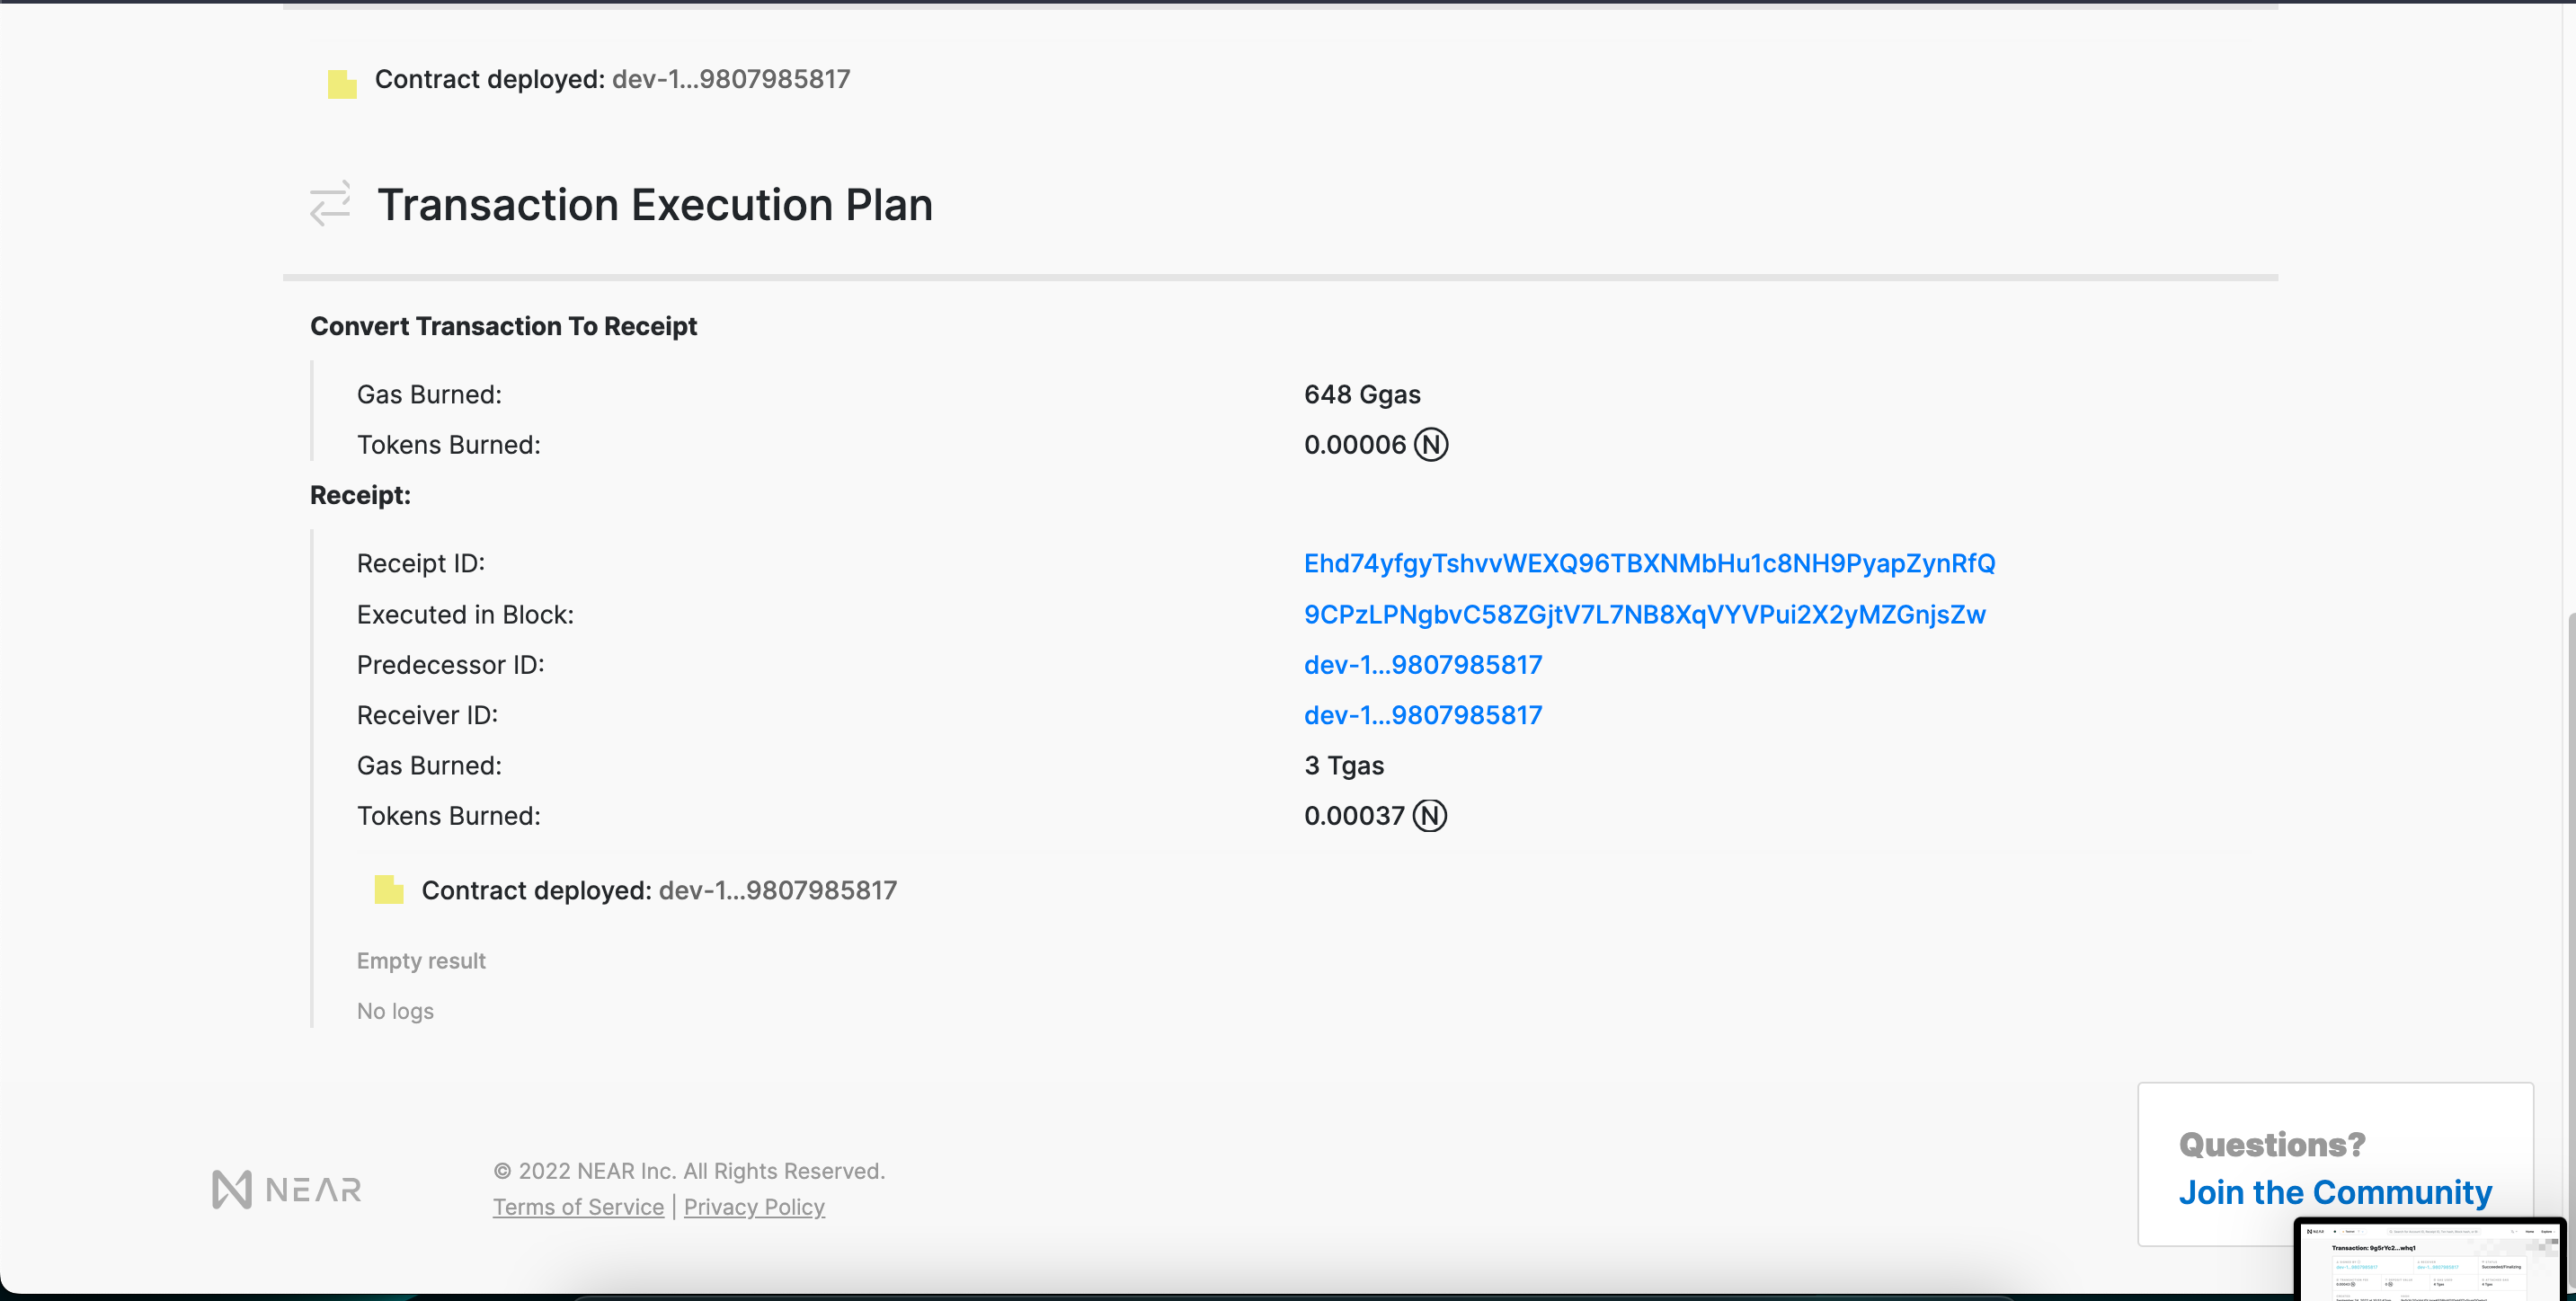 Contract deployed: dev-1...9807985817
Transaction Execution Plan
Convert Transaction To Receipt
Gas Burned: 648 Ggas
Tokens Burned: 0.00006 Ⓝ
Receipt:
Receipt ID: Ehd74yfgyTshvvWEXQ96TBXNMbHu1c8NH9PyapZynRfQ
Executed in Block: 9CPzLPNgbvC58ZGjtV7L7NB8XqVYVPui2X2yMZGnjsZw
Predecessor ID: dev-1...9807985817
Receiver ID: dev-1...9807985817
Gas Burned: 3 Tgas
Tokens Burned: 0.00037 Ⓝ
Contract deployed: dev-1...9807985817
Empty result
No logs
NEAR
© 2022 NEAR Inc. All Rights Reserved.
Terms of Service | Privacy Policy
Questions?
Join the Community
Transaction: 9g5rYc2...whq1